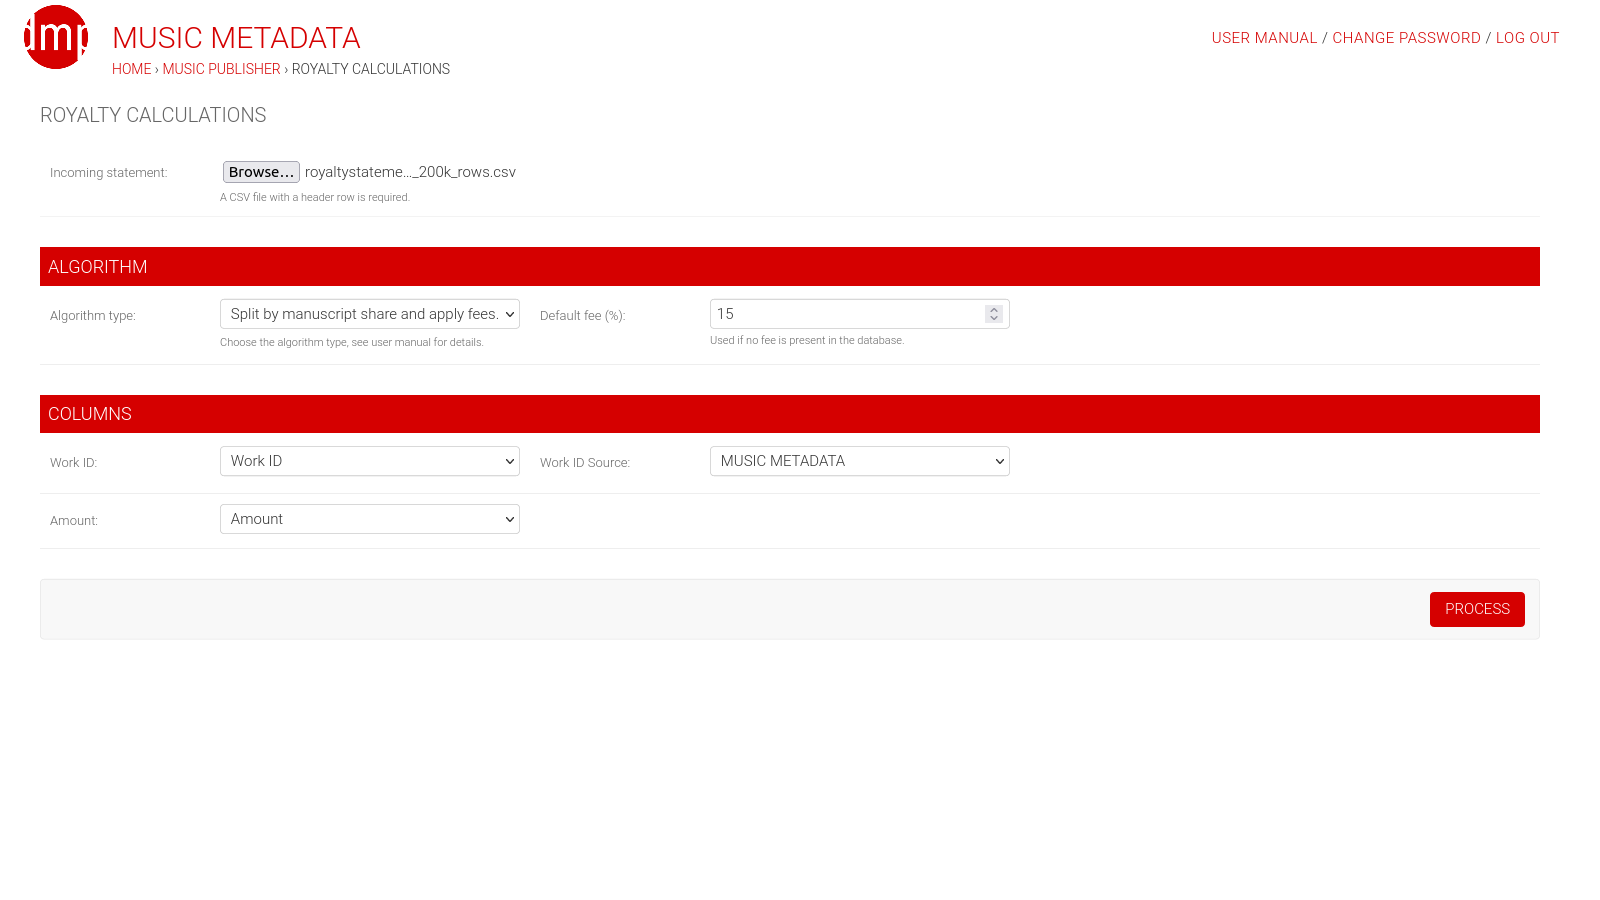 dmp
MUSIC METADATA
USER MANUAL / CHANGE PASSWORD / LOG OUT
HOME › MUSIC PUBLISHER › ROYALTY CALCULATIONS
ROYALTY CALCULATIONS
Incoming statement: Browse... royaltystateme..._200k_rows.csv
A CSV file with a header row is required.
ALGORITHM
Algorithm type: Split by manuscript share and apply fees. Default fee (%): 15
Choose the algorithm type, see user manual for details. Used if no fee is present in the database.
COLUMNS
Work ID: Work ID Work ID Source: MUSIC METADATA
Amount: Amount
PROCESS